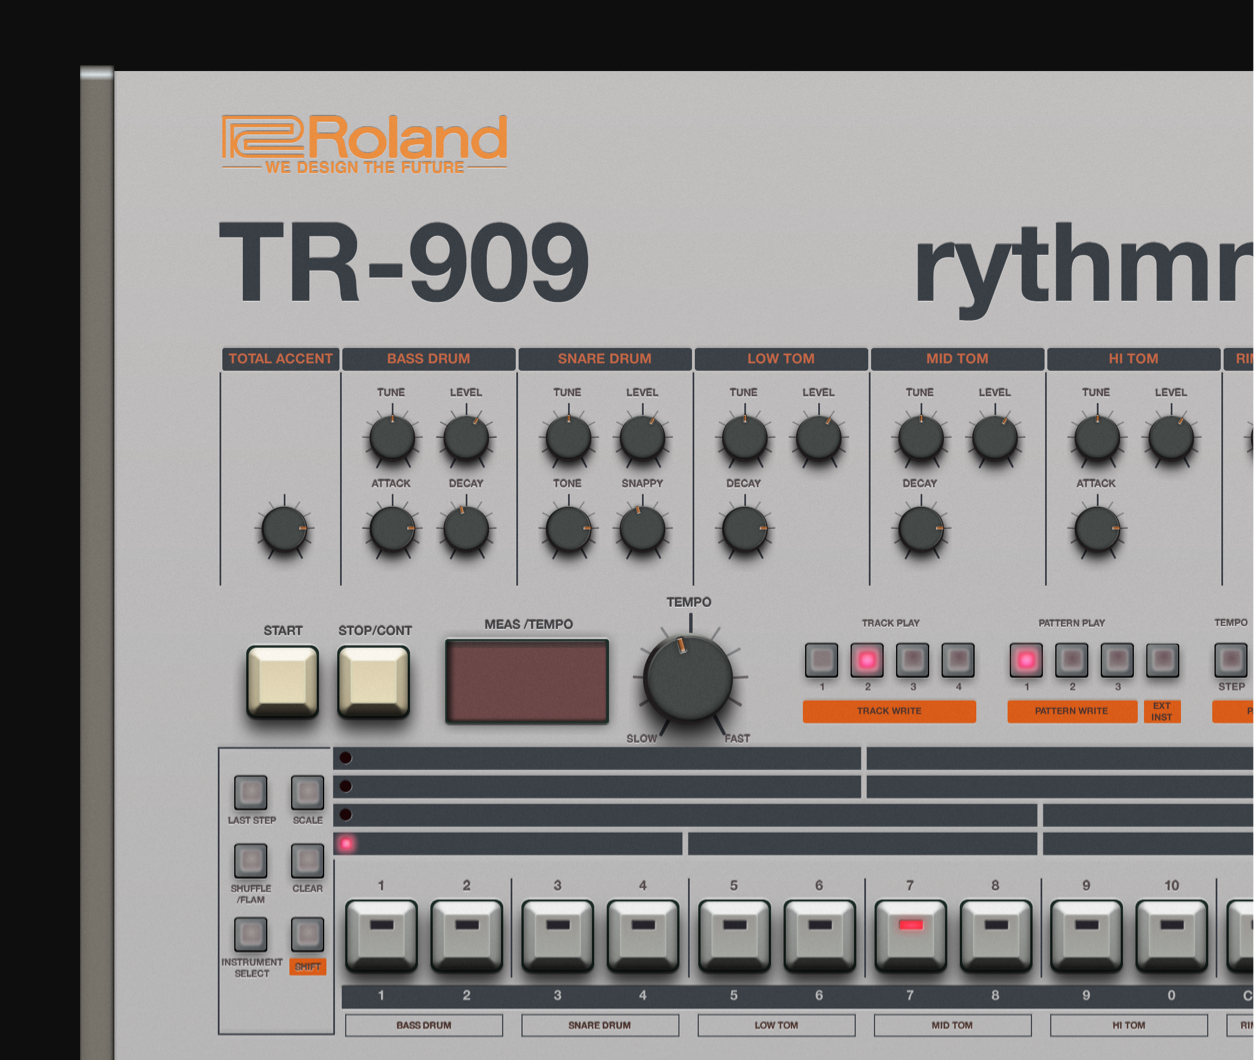 Roland
WE DESIGN THE FUTURE
TR-909
TOTAL ACCENT BASS DRUM SNARE DRUM LOW TOM MID TOM HI TOM
TUNE LEVEL TUNE LEVEL TUNE LEVEL TUNE LEVEL TUNE LEVEL
ATTACK DECAY TONE SNAPPY DECAY DECAY ATTACK
TEMPO
START STOP/CONT MEAS /TEMPO TRACK PLAY PATTERN PLAY TEMPO
1 2 3 4 1 2 3 STEP
TRACK WRITE PATTERN WRITE EXT
INST
SLOW FAST
LAST STEP SCALE
SHUFFLE CLEAR
/FLAM
INSTRUMENT SHIFT
SELECT
1 2 3 4 5 6 7 8 9 10
1 2 3 4 5 6 7 8 9 0
BASS DRUM SNARE DRUM LOW TOM MID TOM HI TOM